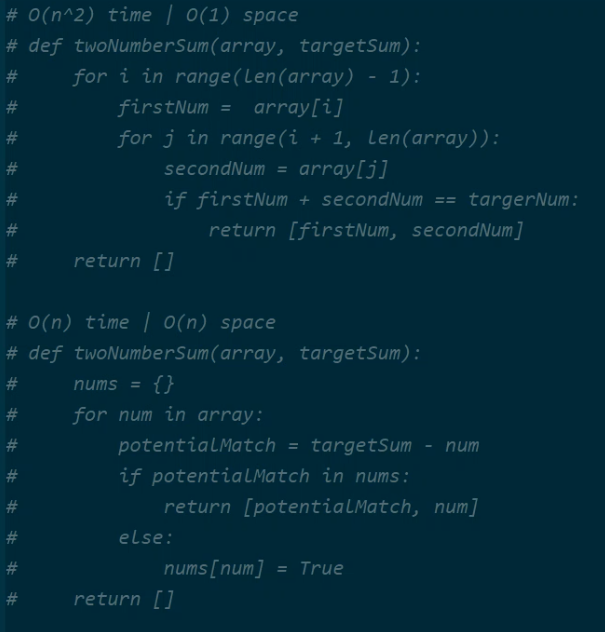 # O(n^2) time | O(1) space
# def twoNumberSum(array, targetSum):
#     for i in range(len(array) - 1):
#         firstNum =  array[i]
#         for j in range(i + 1, len(array)):
#             secondNum = array[j]
#             if firstNum + secondNum == targerNum:
#                 return [firstNum, secondNum]
#     return []

# O(n) time | O(n) space
# def twoNumberSum(array, targetSum):
#     nums = {}
#     for num in array:
#         potentialMatch = targetSum - num
#         if potentialMatch in nums:
#             return [potentialMatch, num]
#         else:
#             nums[num] = True
#     return []